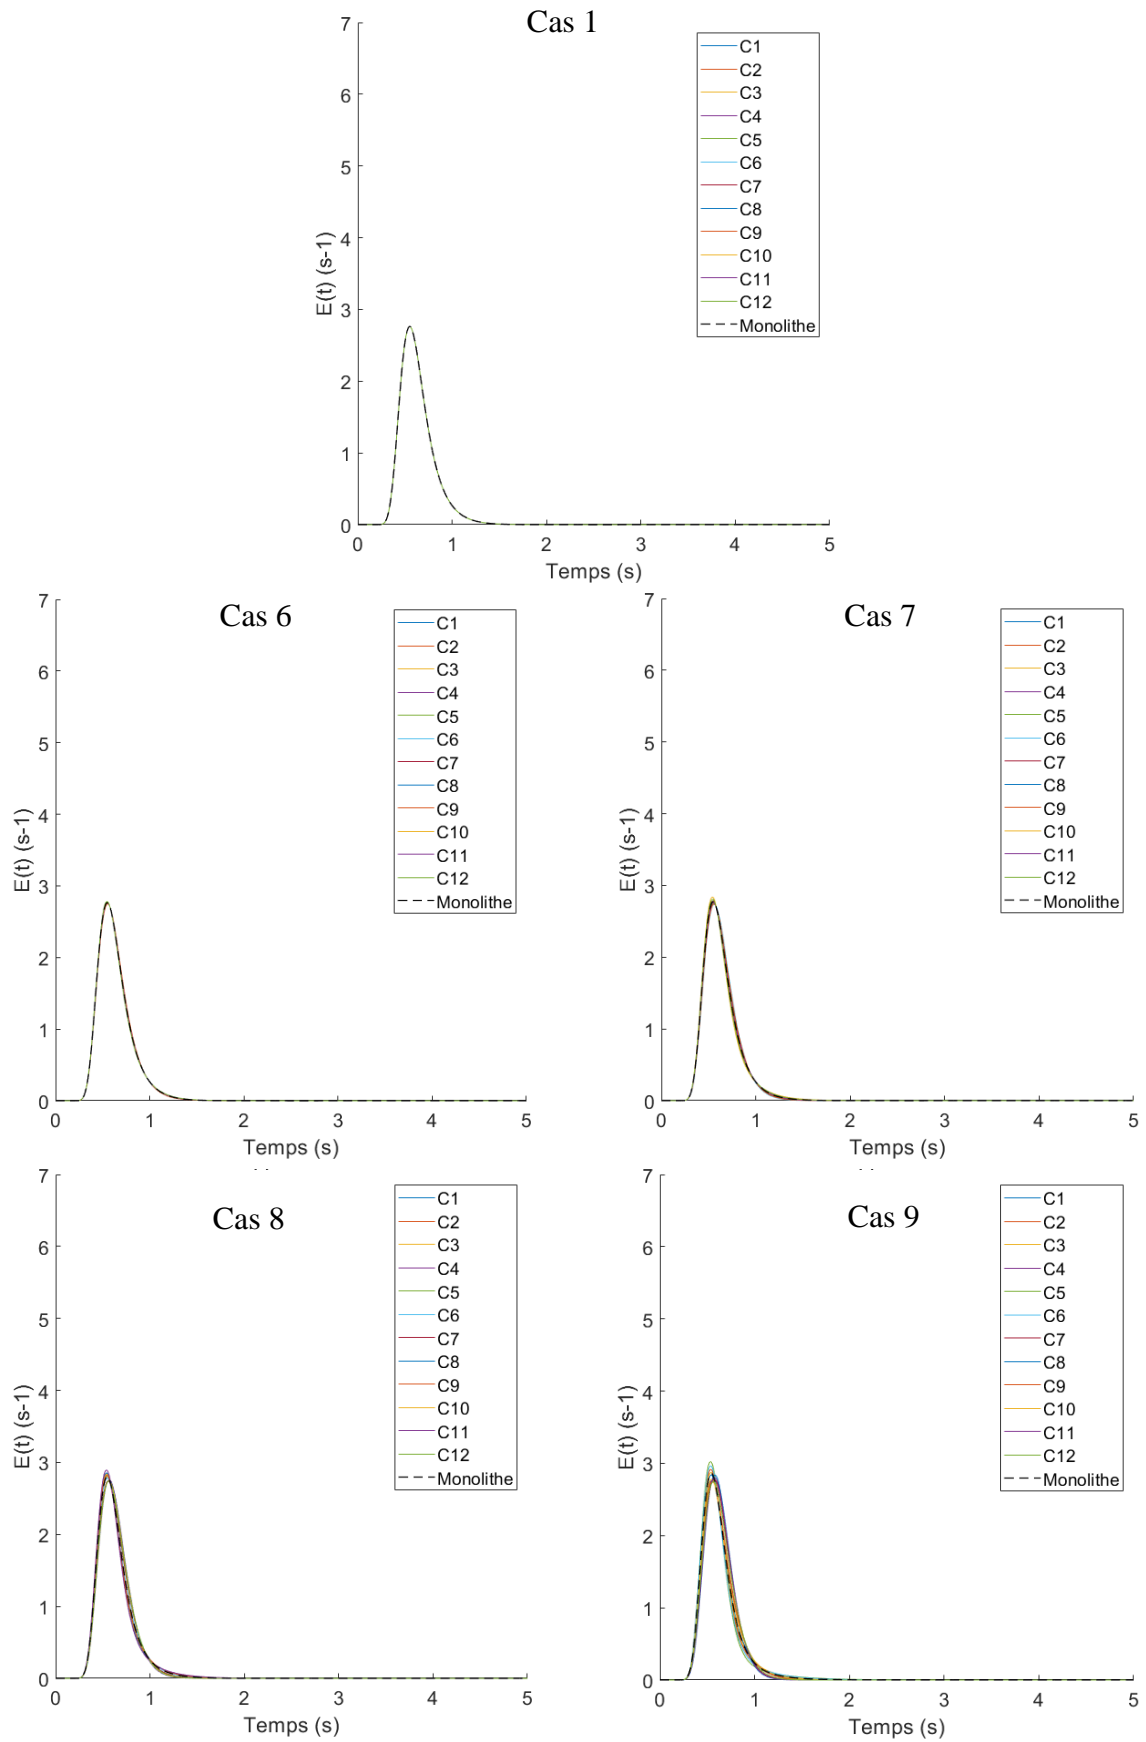 Cas 1
7
6
5
4
3
2
1
0
E(t) (s-1)
0 1 2 3 4 5
Temps (s)
C1
C2
C3
C4
C5
C6
C7
C8
C9
C10
C11
C12
Monolithe
Cas 6
7
6
5
4
3
2
1
0
E(t) (s-1)
0 1 2 3 4 5
Temps (s)
C1
C2
C3
C4
C5
C6
C7
C8
C9
C10
C11
C12
Monolithe
Cas 7
7
6
5
4
3
2
1
0
E(t) (s-1)
0 1 2 3 4 5
Temps (s)
C1
C2
C3
C4
C5
C6
C7
C8
C9
C10
C11
C12
Monolithe
Cas 8
7
6
5
4
3
2
1
0
E(t) (s-1)
0 1 2 3 4 5
Temps (s)
C1
C2
C3
C4
C5
C6
C7
C8
C9
C10
C11
C12
Monolithe
Cas 9
7
6
5
4
3
2
1
0
E(t) (s-1)
0 1 2 3 4 5
Temps (s)
C1
C2
C3
C4
C5
C6
C7
C8
C9
C10
C11
C12
Monolithe